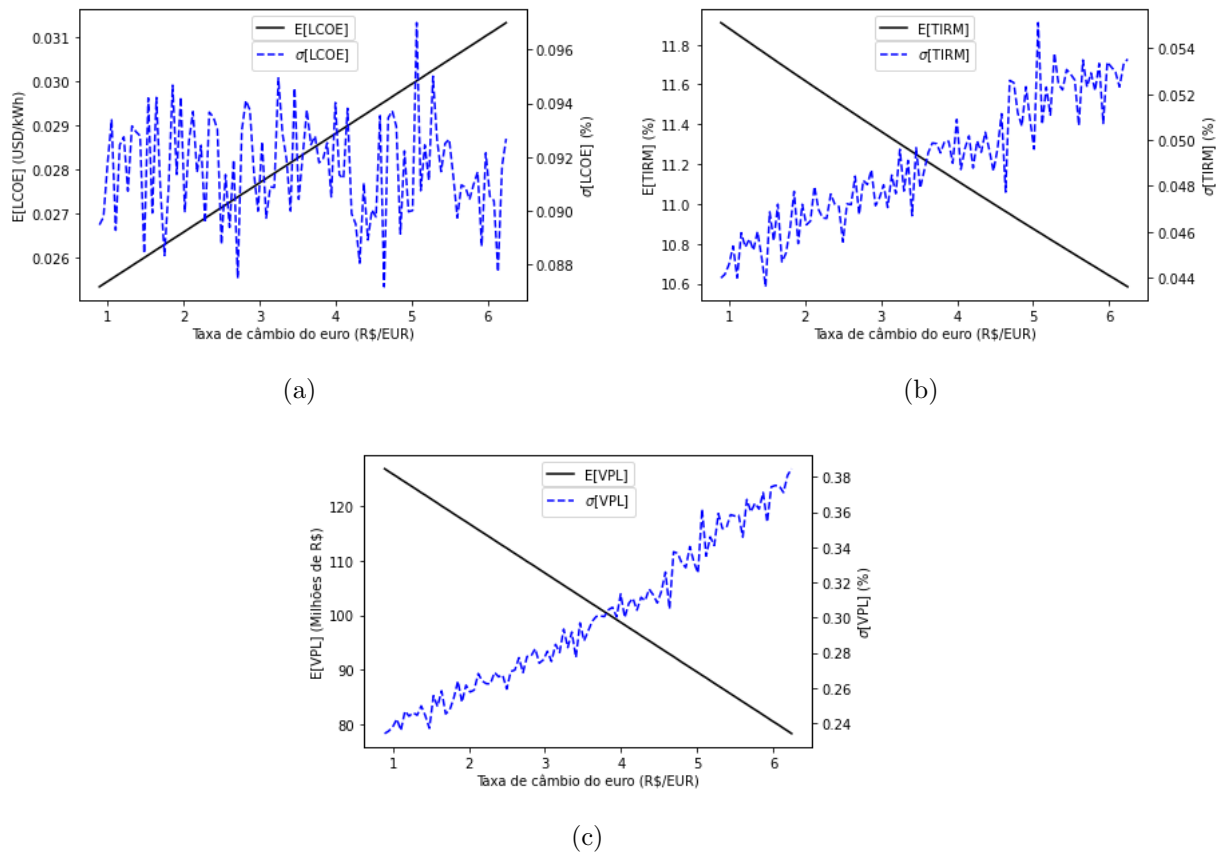 E[LCOE]
σ[LCOE]
E[LCOE] (USD/kWh)
0.031
0.030
0.029
0.028
0.027
0.026
0.096
0.094
0.092
0.090
0.088
σ[LCOE] (%)
1 2 3 4 5 6
Taxa de câmbio do euro (R$/EUR)
(a)
E[TIRM]
σ[TIRM]
E[TIRM] (%)
11.8
11.6
11.4
11.2
11.0
10.8
10.6
0.054
0.052
0.050
0.048
0.046
0.044
σ[TIRM] (%)
1 2 3 4 5 6
Taxa de câmbio do euro (R$/EUR)
(b)
E[VPL]
σ[VPL]
E[VPL] (Milhões de R$)
120
110
100
90
80
0.38
0.36
0.34
0.32
0.30
0.28
0.26
0.24
σ[VPL] (%)
1 2 3 4 5 6
Taxa de câmbio do euro (R$/EUR)
(c)